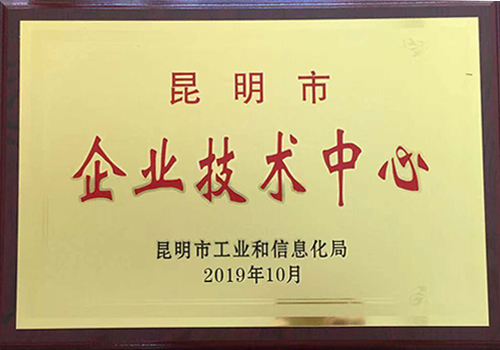 昆明市
企业技术中心
昆明市工业和信息化局
2019年10月